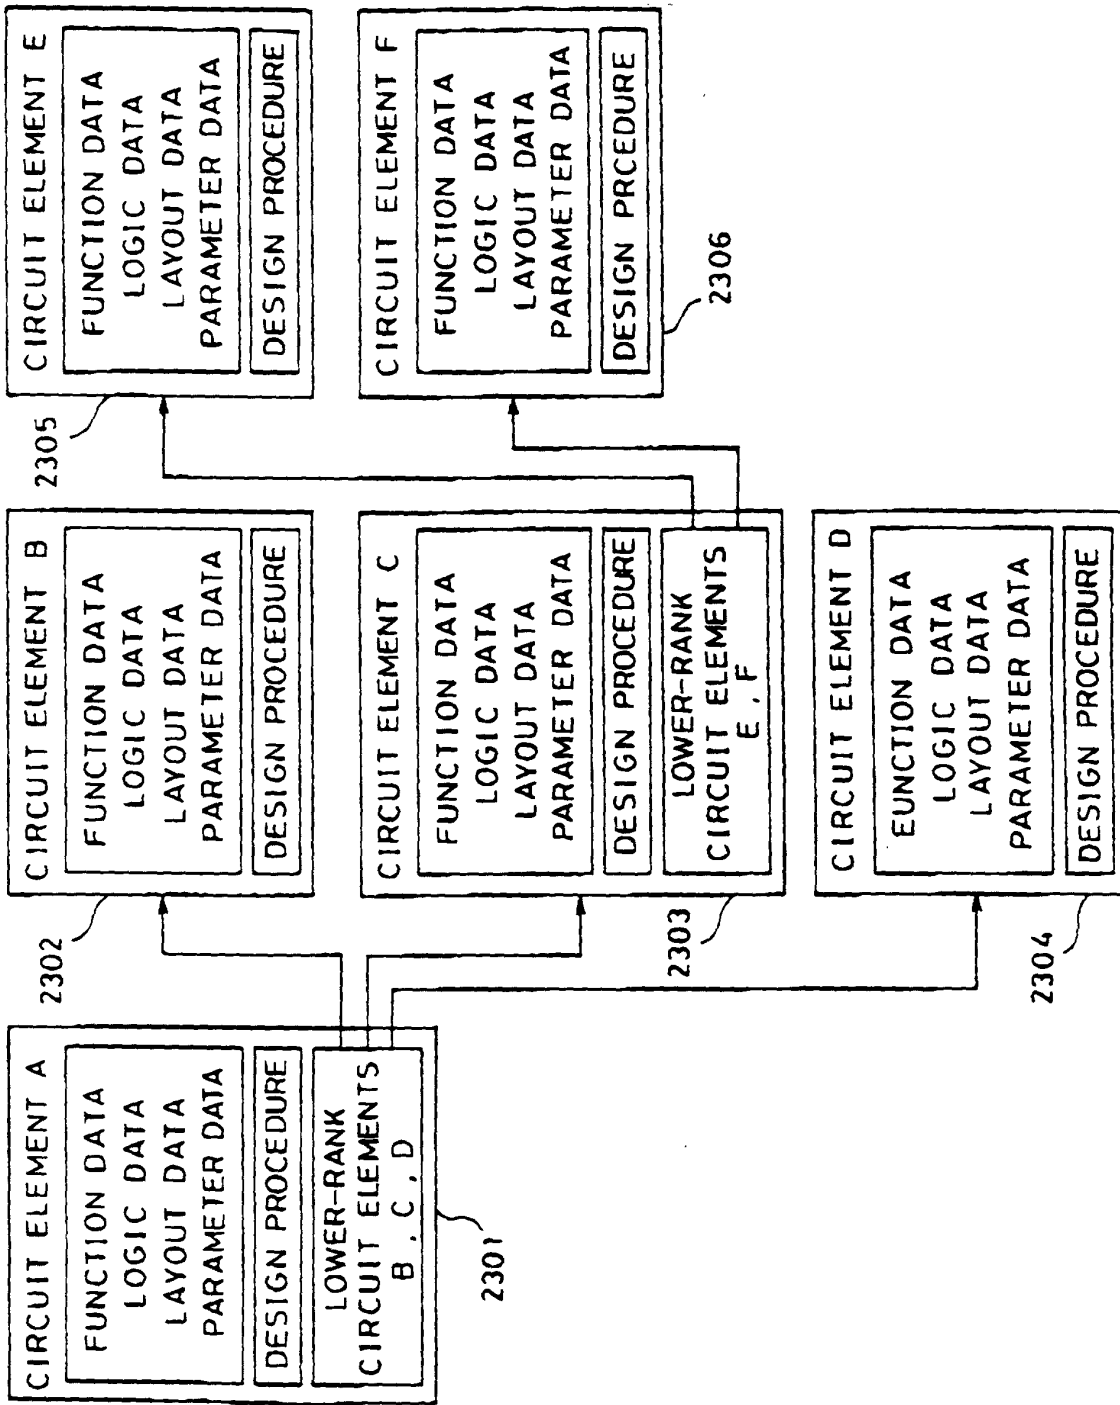 CIRCUIT ELEMENT A
FUNCTION DATA
LOGIC DATA
LAYOUT DATA
PARAMETER DATA
DESIGN PROCEDURE
LOWER-RANK
CIRCUIT ELEMENTS
B, C, D
2301
CIRCUIT ELEMENT B
FUNCTION DATA
LOGIC DATA
LAYOUT DATA
PARAMETER DATA
DESIGN PROCEDURE
2302
CIRCUIT ELEMENT C
FUNCTION DATA
LOGIC DATA
LAYOUT DATA
PARAMETER DATA
DESIGN PROCEDURE
LOWER-RANK
CIRCUIT ELEMENTS
E, F
2303
CIRCUIT ELEMENT D
EUNCTION DATA
LOGIC DATA
LAYOUT DATA
PARAMETER DATA
DESIGN PROCEDURE
2304
CIRCUIT ELEMENT E
FUNCTION DATA
LOGIC DATA
LAYOUT DATA
PARAMETER DATA
DESIGN PROCEDURE
2305
CIRCUIT ELEMENT F
FUNCTION DATA
LOGIC DATA
LAYOUT DATA
PARAMETER DATA
DESIGN PRCEDURE
2306